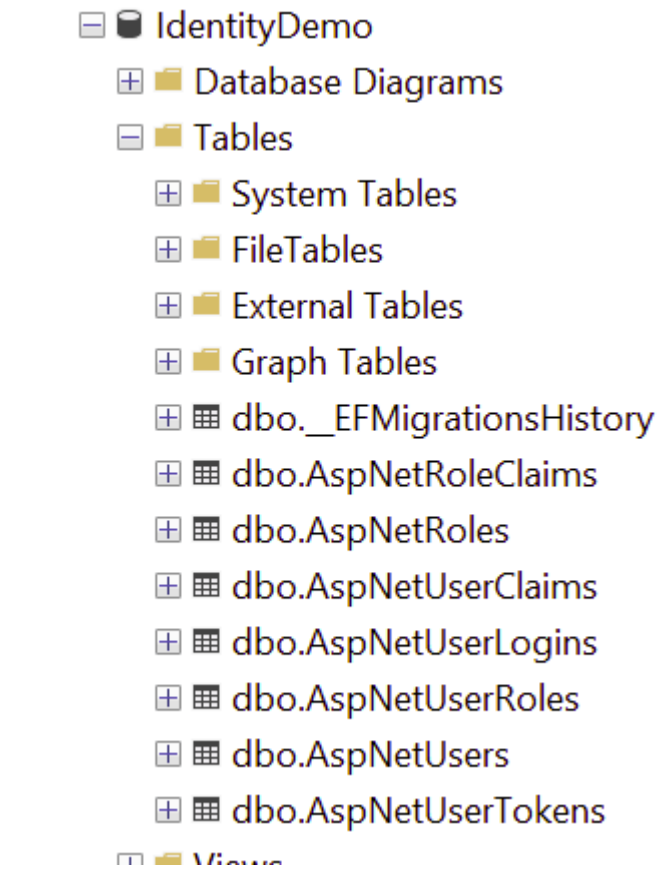 IdentityDemo
Database Diagrams
Tables
System Tables
FileTables
External Tables
Graph Tables
dbo.__EFMigrationsHistory
dbo.AspNetRoleClaims
dbo.AspNetRoles
dbo.AspNetUserClaims
dbo.AspNetUserLogins
dbo.AspNetUserRoles
dbo.AspNetUsers
dbo.AspNetUserTokens
Views